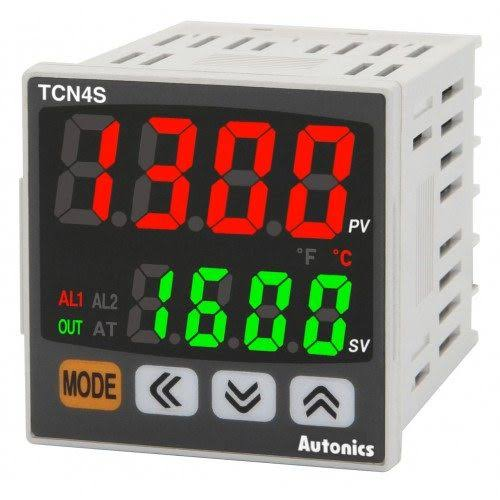 TCN4S
1300 PV
°F °C
AL1 AL2
OUT AT
1600 SV
MODE
Autonics